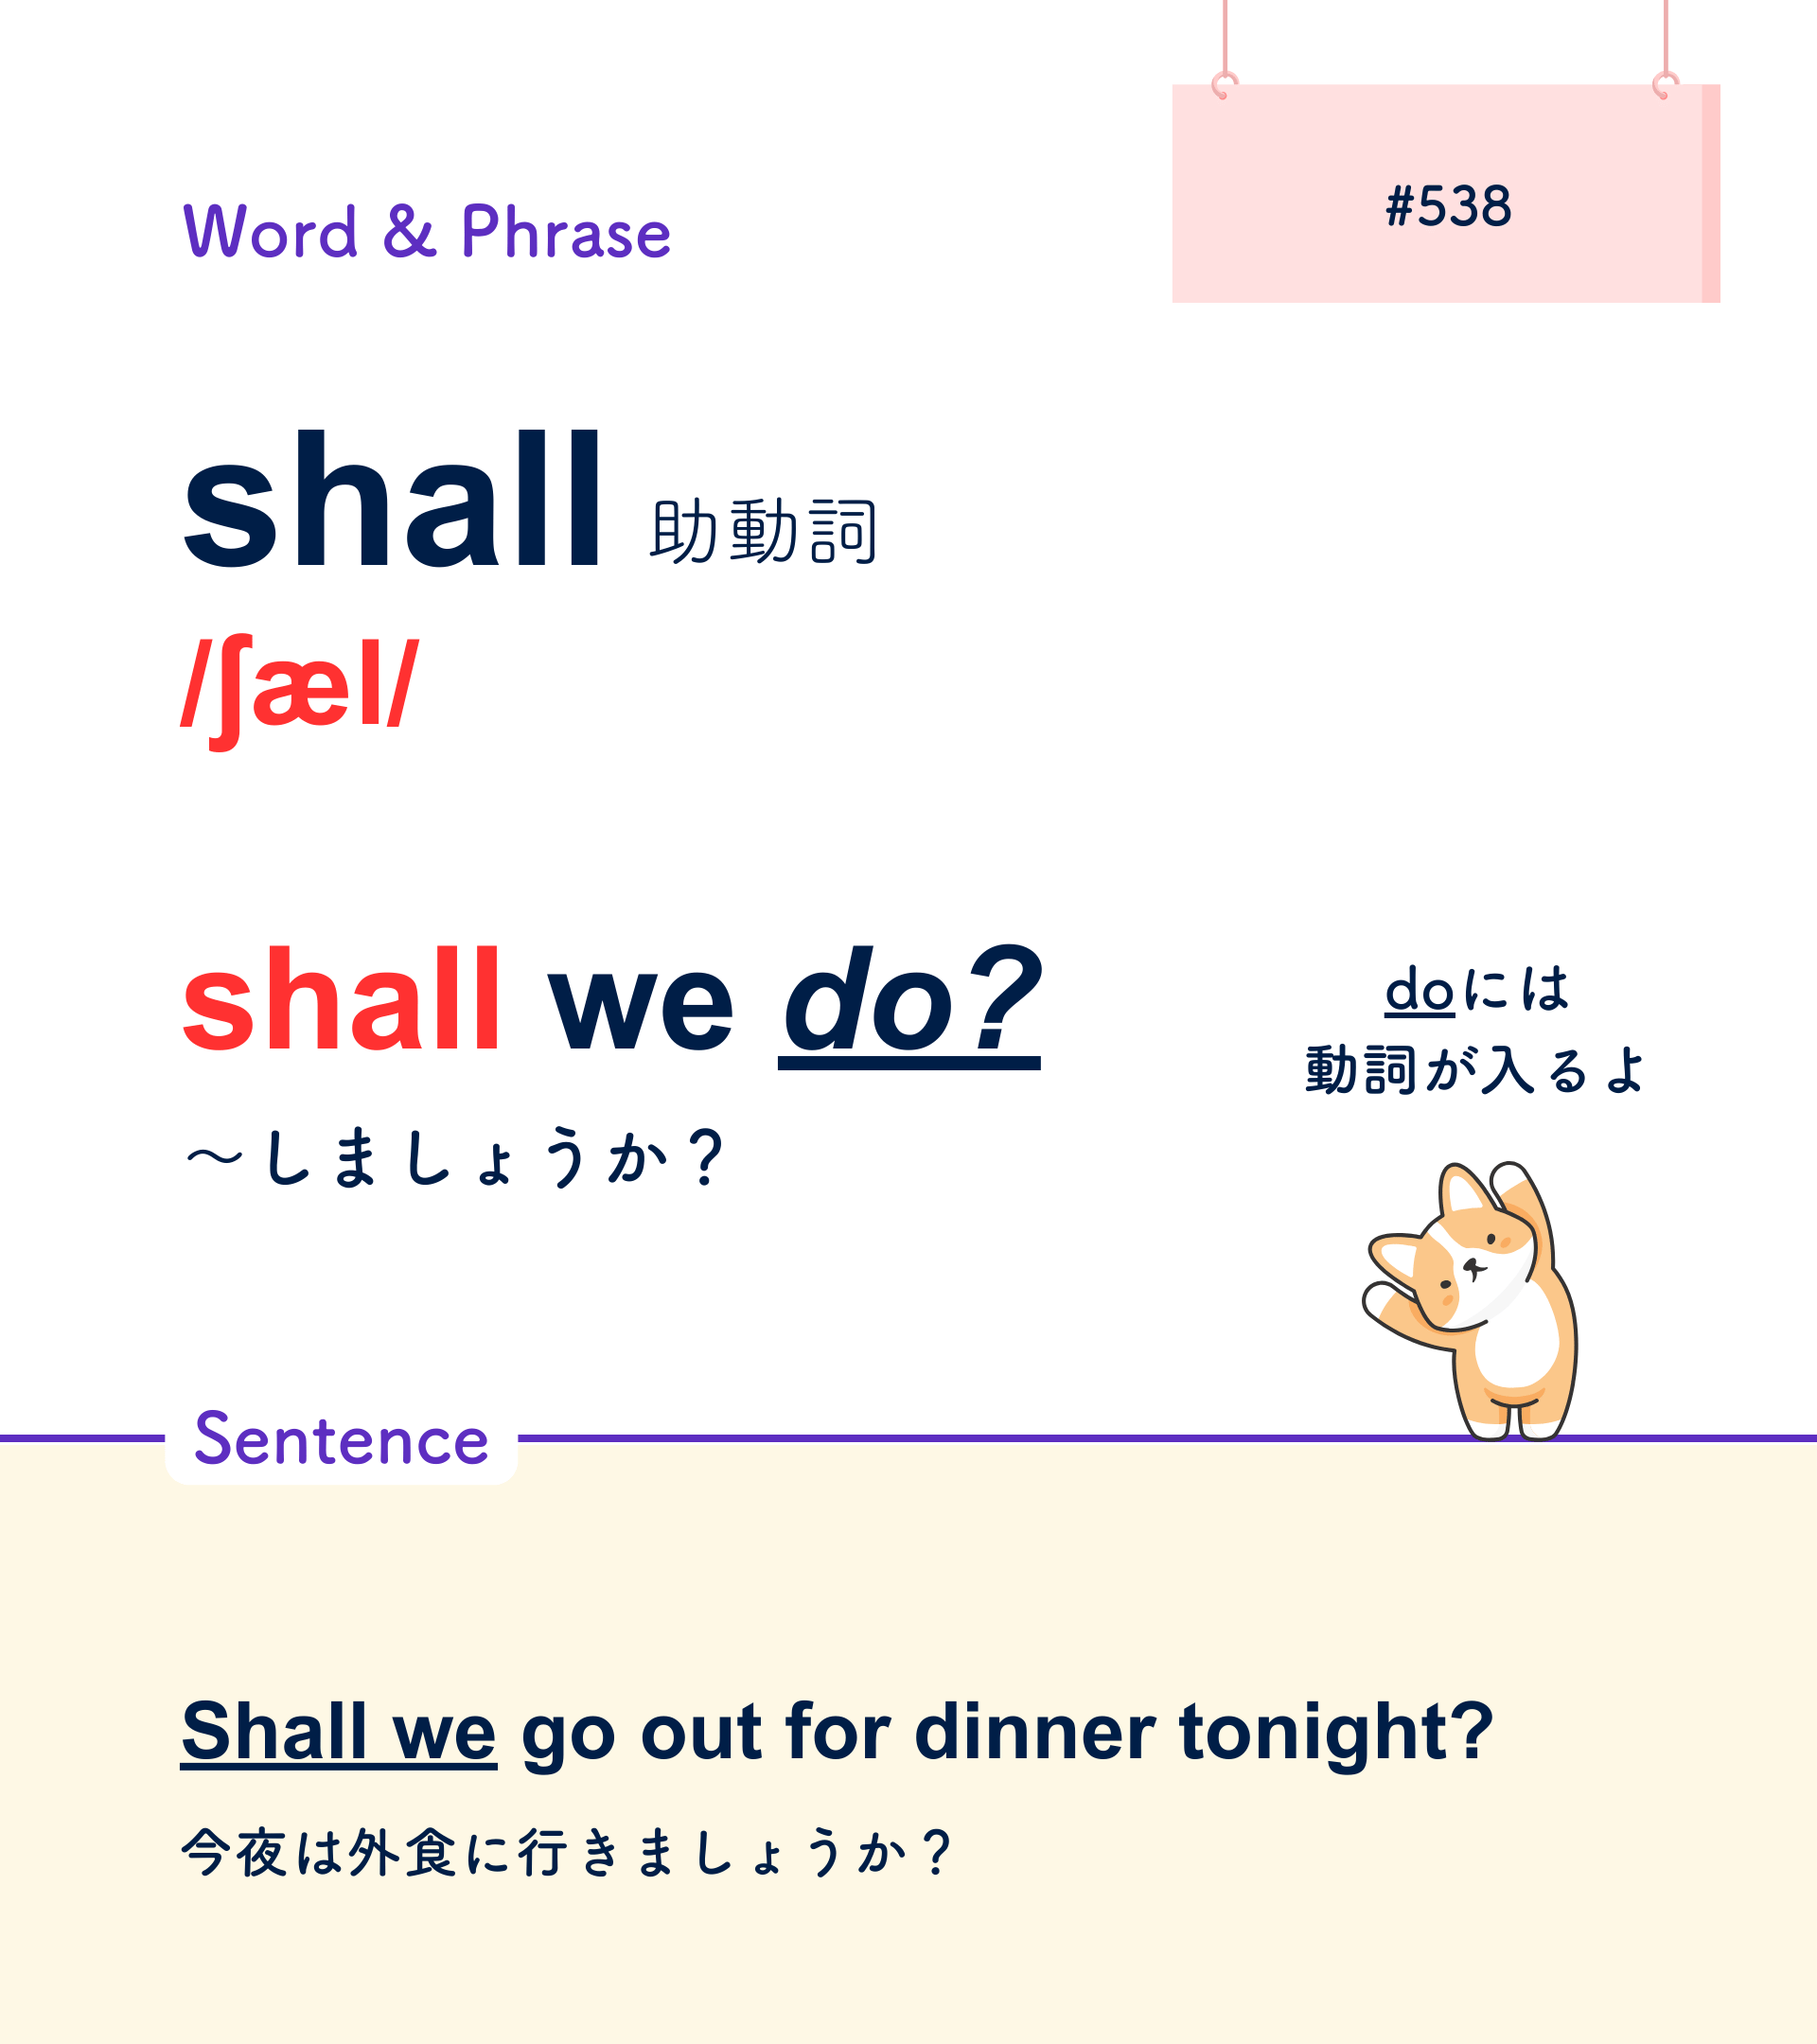 #538
Word & Phrase
shall 助動詞
/ʃæl/
shall we do?
〜しましょうか？
doには
動詞が入るよ
Sentence
Shall we go out for dinner tonight?
今夜は外食に行きましょうか？